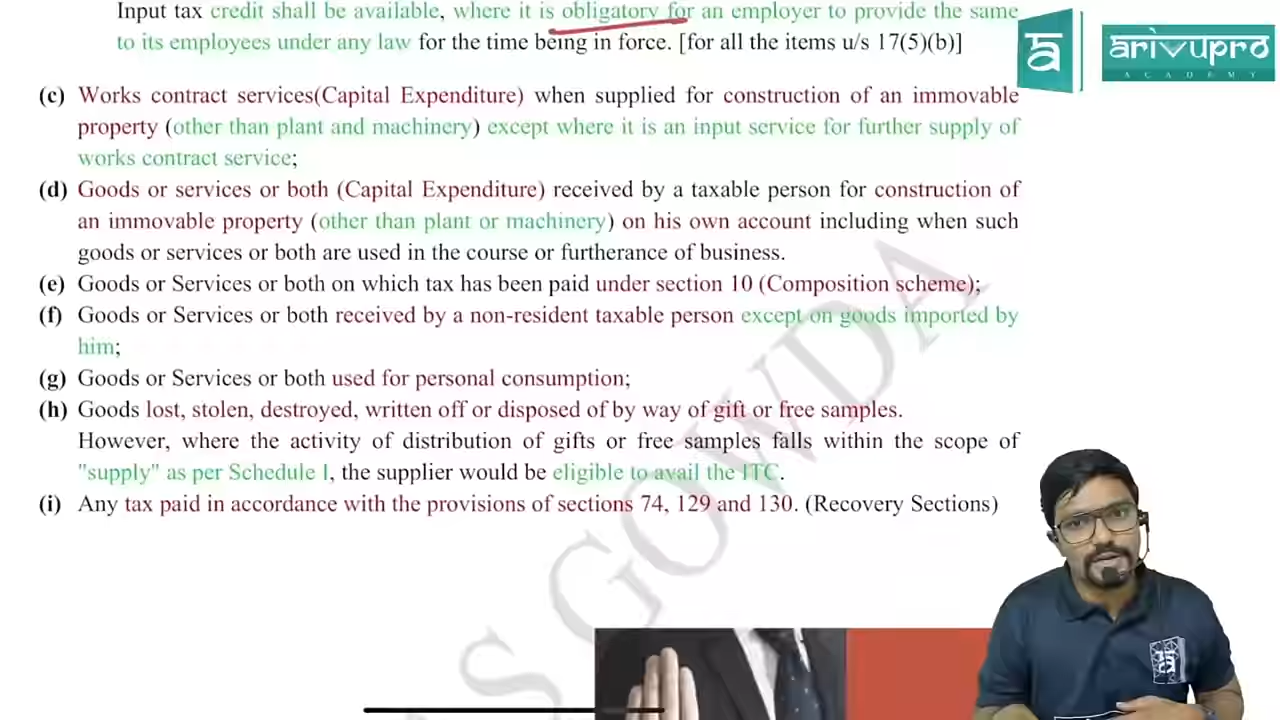 Input tax credit shall be available, where it is obligatory for an employer to provide the same
to its employees under any law for the time being in force. [for all the items u/s 17(5)(b)]
arivupro
ACADEMY
(c) Works contract services(Capital Expenditure) when supplied for construction of an immovable
property (other than plant and machinery) except where it is an input service for further supply of
works contract service;
(d) Goods or services or both (Capital Expenditure) received by a taxable person for construction of
an immovable property (other than plant or machinery) on his own account including when such
goods or services or both are used in the course or furtherance of business.
(e) Goods or Services or both on which tax has been paid under section 10 (Composition scheme);
(f) Goods or Services or both received by a non-resident taxable person except on goods imported by
him;
(g) Goods or Services or both used for personal consumption;
(h) Goods lost, stolen, destroyed, written off or disposed of by way of gift or free samples.
However, where the activity of distribution of gifts or free samples falls within the scope of
"supply" as per Schedule I, the supplier would be eligible to avail the ITC.
(i) Any tax paid in accordance with the provisions of sections 74, 129 and 130. (Recovery Sections)
S GOWDA